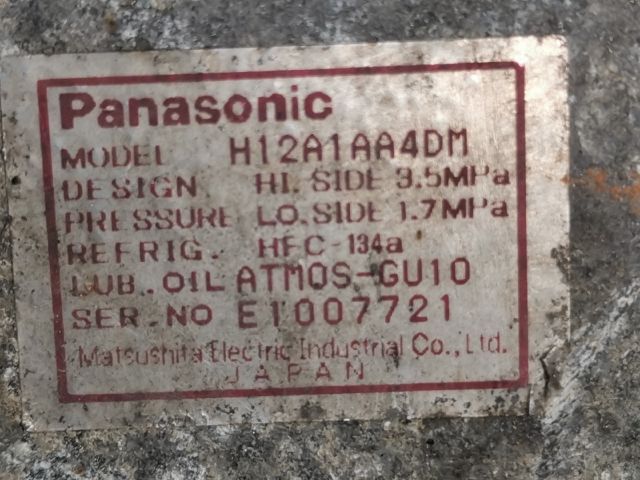 Panasonic
MODEL H12A1AA4DM
DESIGN HI. SIDE 3.5MPa
PRESSURE LO. SIDE 1.7MPa
REFRIG. HFC-134a
LUB. OIL ATMOS-GU10
SER. NO E1007721
Matsushita Electric Industrial Co., Ltd.
JAPAN